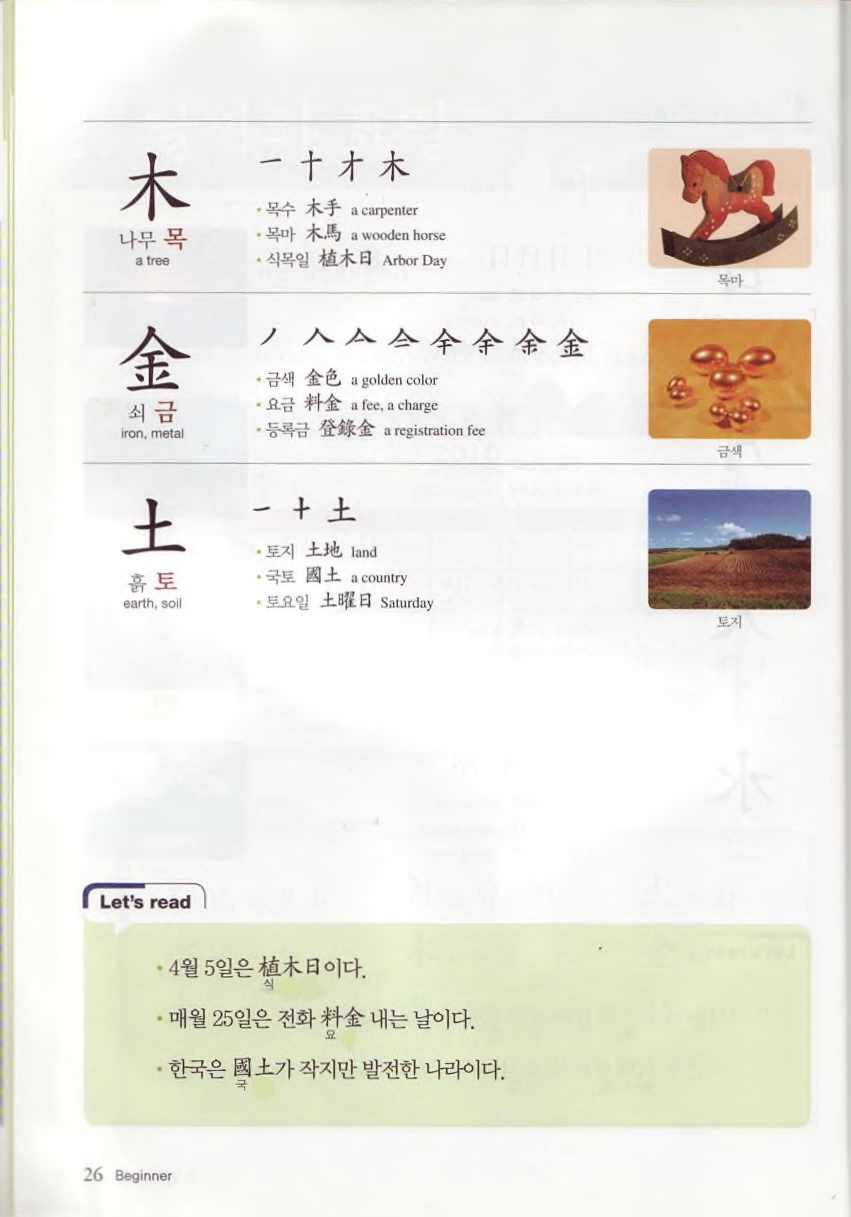 木
나무 목
a tree
一 十 才 木
• 목수 木手 a carpenter
• 목마 木馬 a wooden horse
• 식목일 植木日 Arbor Day
목마
金
쇠 금
iron, metal
金
• 금색 金色 a golden color
• 요금 料金 a fee, a charge
• 등록금 登錄金 a registration fee
금색
土
흙 토
earth, soil
一 十 土
• 토지 土地 land
• 국토 國土 a country
• 토요일 土曜日 Saturday
토지
Let's read
• 4월 5일은 植木日이다.
식
• 매월 25일은 전화 料金 내는 날이다.
요
• 한국은 國土가 작지만 발전한 나라이다.
국
26 Beginner